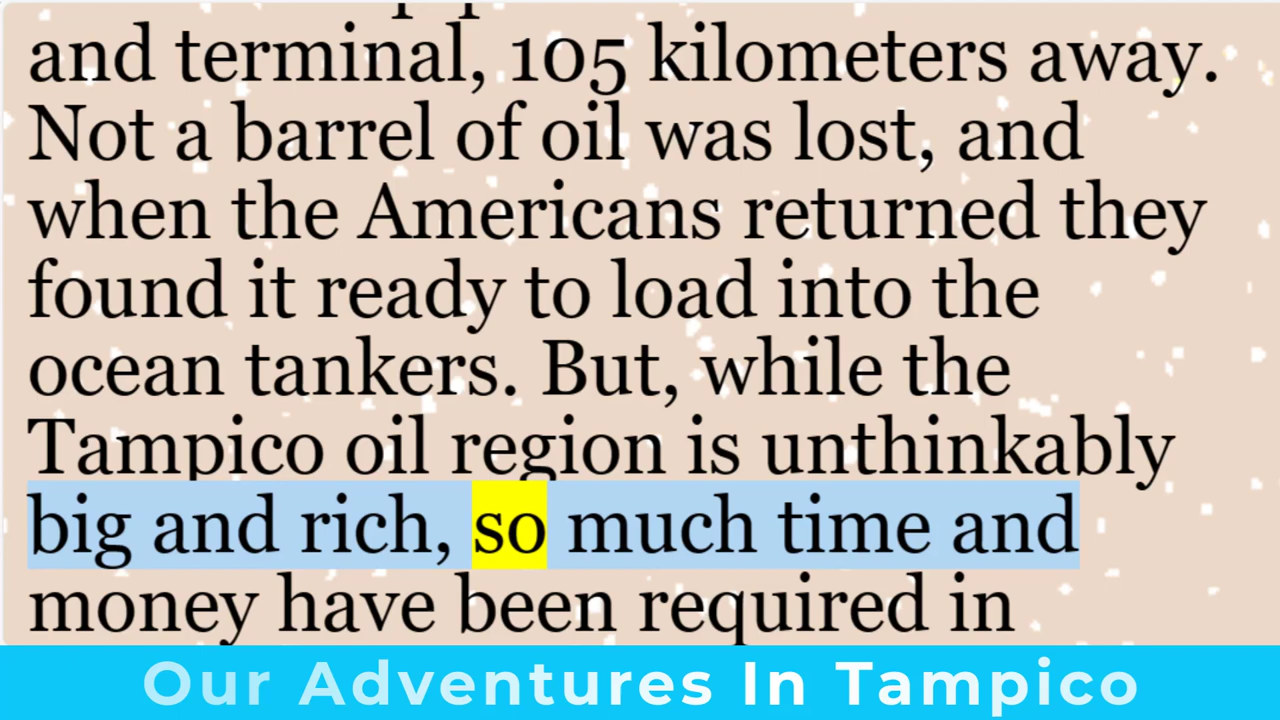 and terminal, 105 kilometers away.
Not a barrel of oil was lost, and
when the Americans returned they
found it ready to load into the
ocean tankers. But, while the
Tampico oil region is unthinkably
big and rich, so much time and
money have been required in
Our Adventures In Tampico